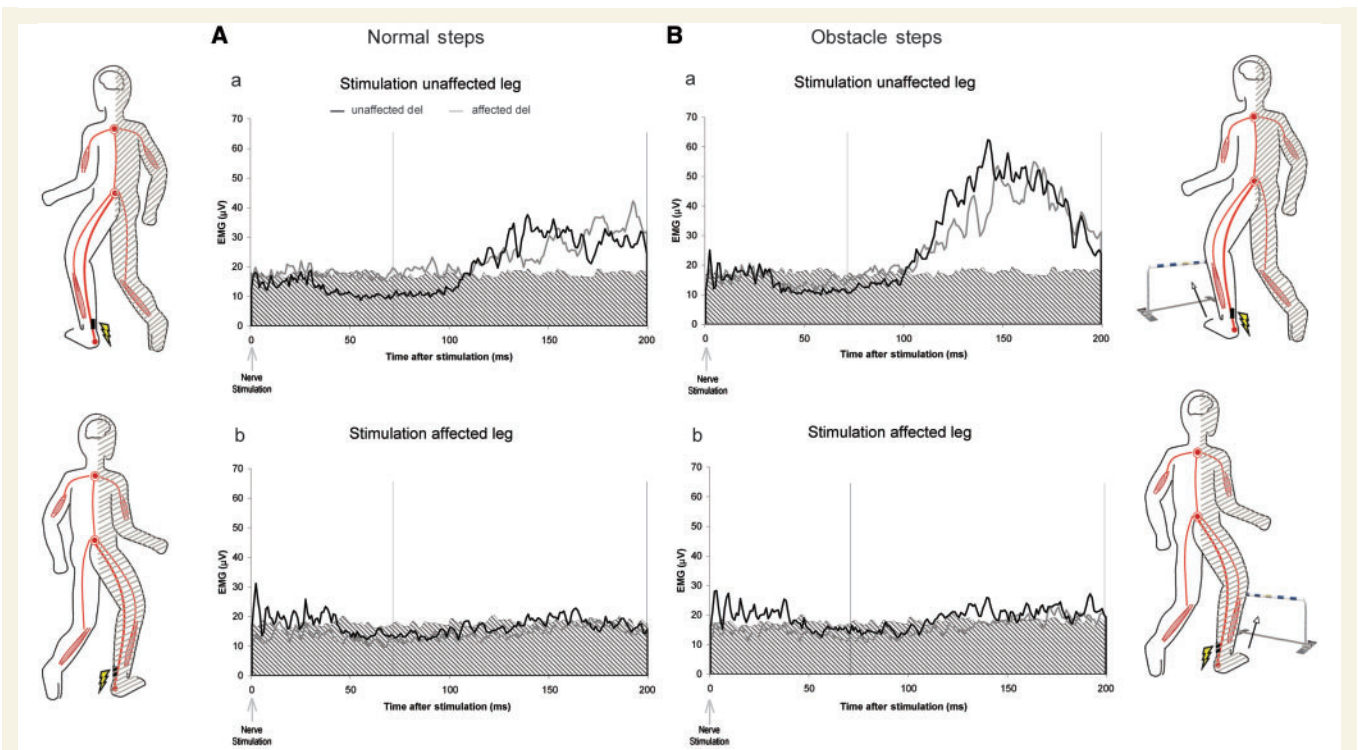 A
Normal steps
a
Stimulation unaffected leg
unaffected del
affected del
70
60
50
40
30
20
10
0
EMG (µV)
0
50
100
150
200
Time after stimulation (ms)
Nerve
Stimulation
B
Obstacle steps
a
Stimulation unaffected leg
70
60
50
40
30
20
10
0
EMG (µV)
0
50
100
150
200
Time after stimulation (ms)
Nerve
Stimulation
b
Stimulation affected leg
70
60
50
40
30
20
10
0
EMG (µV)
0
50
100
150
200
Time after stimulation (ms)
Nerve
Stimulation
b
Stimulation affected leg
70
60
50
40
30
20
10
0
EMG (µV)
0
50
100
150
200
Time after stimulation (ms)
Nerve
Stimulation